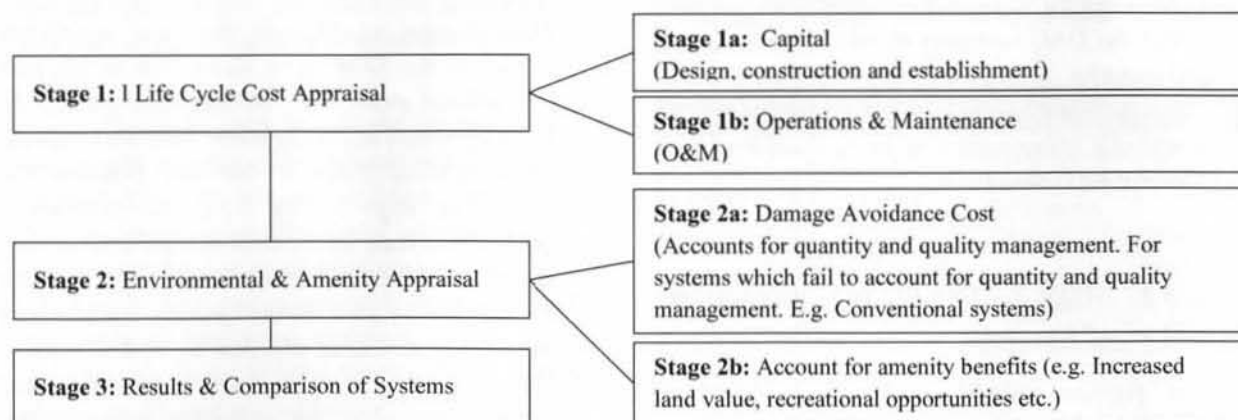 Stage 1: l Life Cycle Cost Appraisal
Stage 1a: Capital
(Design, construction and establishment)
Stage 1b: Operations & Maintenance
(O&M)
Stage 2: Environmental & Amenity Appraisal
Stage 2a: Damage Avoidance Cost
(Accounts for quantity and quality management. For
systems which fail to account for quantity and quality
management. E.g. Conventional systems)
Stage 2b: Account for amenity benefits (e.g. Increased
land value, recreational opportunities etc.)
Stage 3: Results & Comparison of Systems